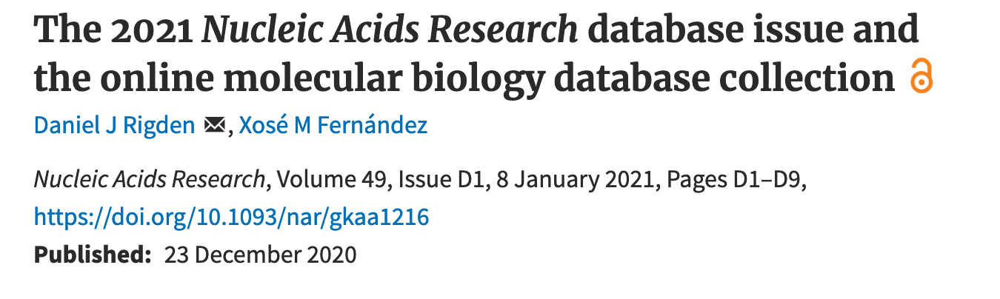 The 2021 Nucleic Acids Research database issue and
the online molecular biology database collection
Daniel J Rigden, Xosé M Fernández
Nucleic Acids Research, Volume 49, Issue D1, 8 January 2021, Pages D1–D9,
https://doi.org/10.1093/nar/gkaa1216
Published: 23 December 2020